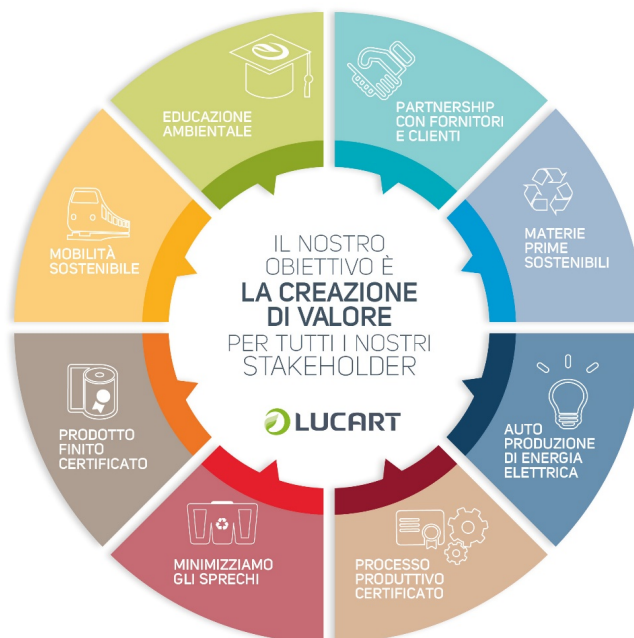 EDUCAZIONE
AMBIENTALE
PARTNERSHIP
CON FORNITORI
E CLIENTI
MATERIE
PRIME
SOSTENIBILI
AUTO
PRODUZIONE
DI ENERGIA
ELETTRICA
PROCESSO
PRODUTTIVO
CERTIFICATO
MINIMIZZIAMO
GLI SPRECHI
PRODOTTO
FINITO
CERTIFICATO
MOBILITÀ
SOSTENIBILE
IL NOSTRO
OBIETTIVO È
LA CREAZIONE
DI VALORE
PER TUTTI I NOSTRI
STAKEHOLDER
LUCART